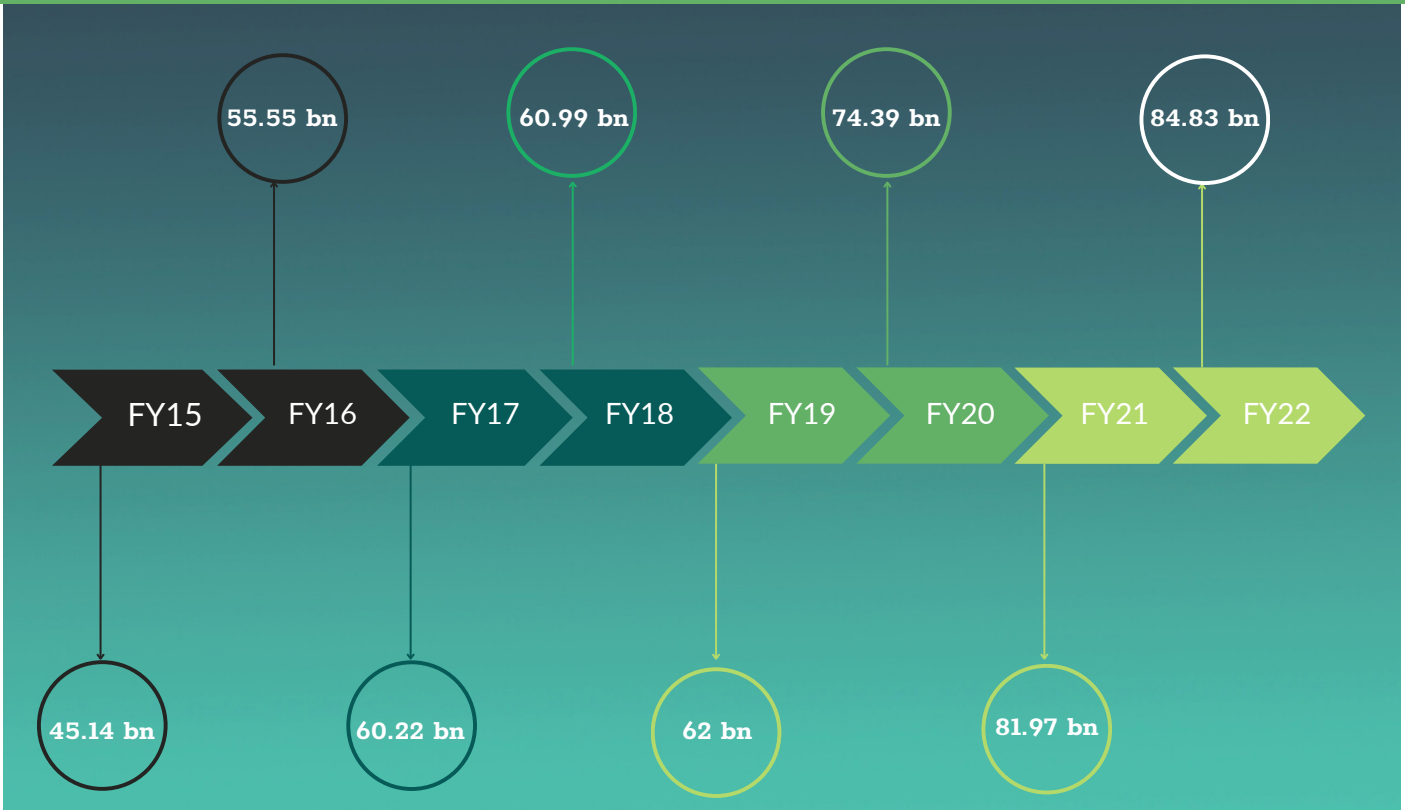 55.55 bn
60.99 bn
74.39 bn
84.83 bn
FY15
FY16
FY17
FY18
FY19
FY20
FY21
FY22
45.14 bn
60.22 bn
62 bn
81.97 bn